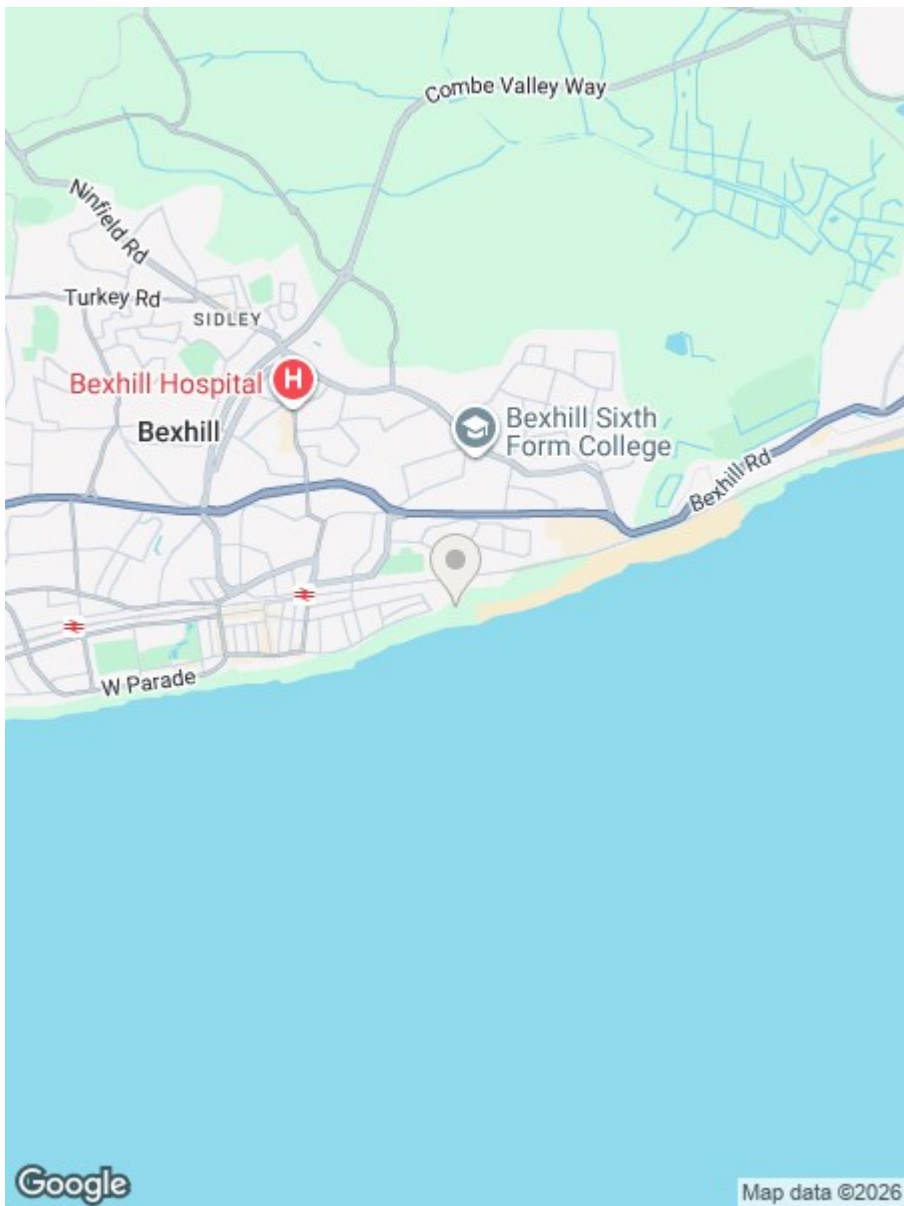 Combe Valley Way
Ninfield Rd
Turkey Rd
SIDLEY
Bexhill Hospital
H
Bexhill
Bexhill Sixth
Form College
Bexhill Rd
W Parade
Google
Map data ©2026